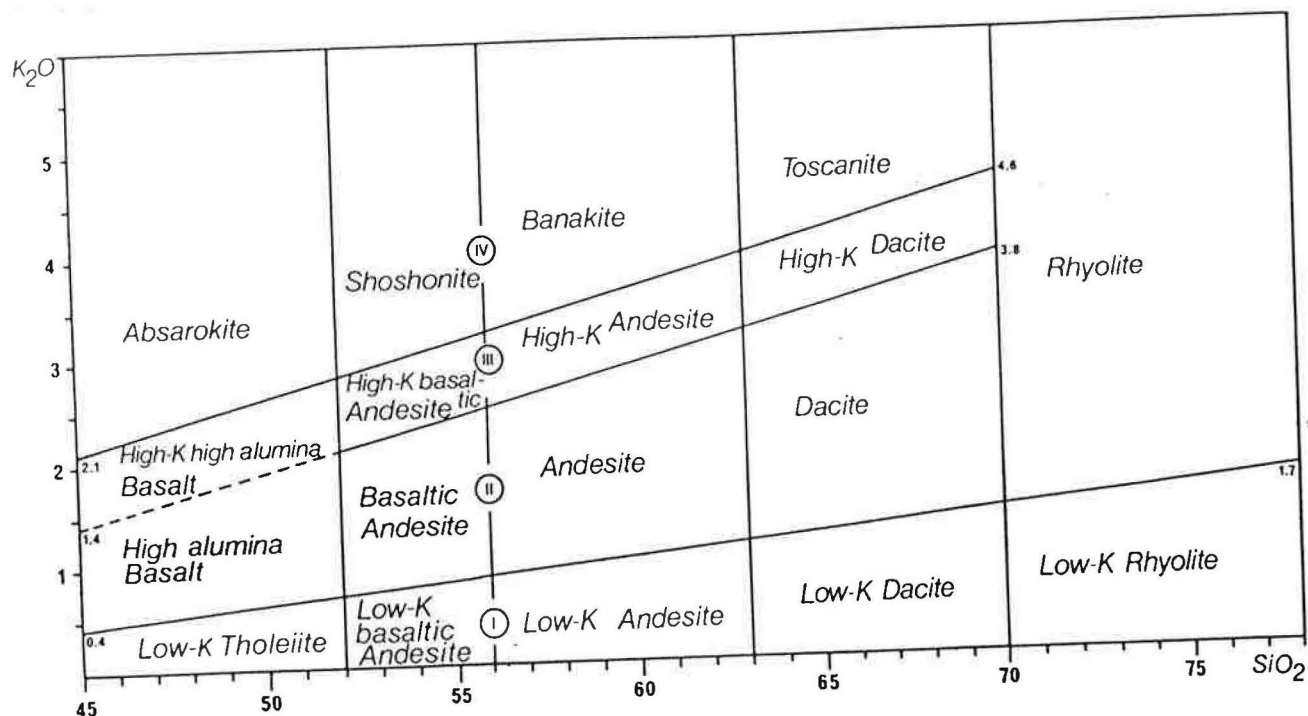 K2O
5
4
3
2
1
Toscanite
4.6
Banakite
High-K Dacite
3.8
IV
Rhyolite
Shoshonite
Absarokite
High-K Andesite
III
High-K basal-
Andesite tic
Dacite
2.1
High-K high alumina
Basalt
Andesite
1.7
II
Basaltic
Andesite
1.4
High alumina
Basalt
Low-K Rhyolite
Low-K Dacite
0.4
Low-K Tholeiite
Low-K
basaltic
Andesite
I
Low-K Andesite
45
50
55
60
65
70
75
SiO2